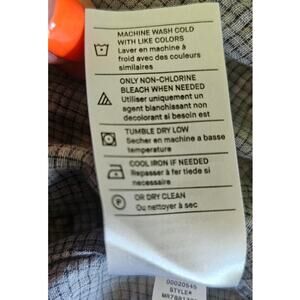 MACHINE WASH COLD
WITH LIKE COLORS
Laver en machine à
froid avec des couleurs
similaires
ONLY NON-CHLORINE
BLEACH WHEN NEEDED
Utiliser uniquement un
agent blanchissant non
decolorant si besoin est
TUMBLE DRY LOW
Secher en machine a basse
temperature
COOL IRON IF NEEDED
Repasser à fer tiede si
necessaire
P
OR DRY CLEAN
Ou nettoyer à sec
00020545
STYLE#